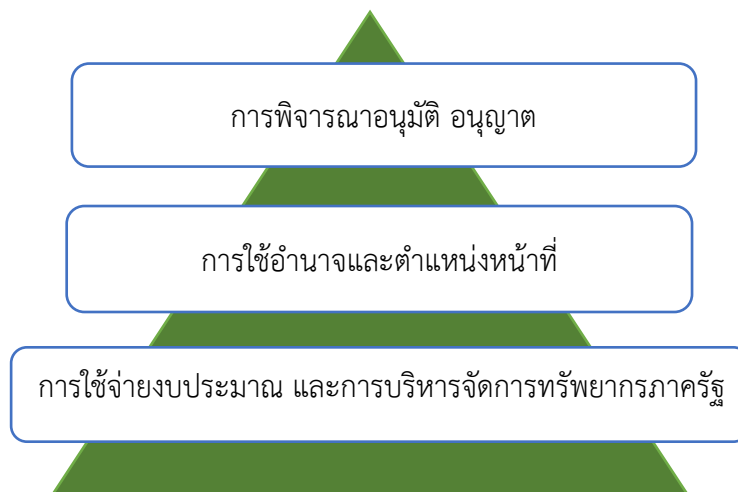 การพิจารณาอนุมัติ อนุญาต
การใช้อำนาจและตำแหน่งหน้าที่
การใช้จ่ายงบประมาณ และการบริหารจัดการทรัพยากรภาครัฐ